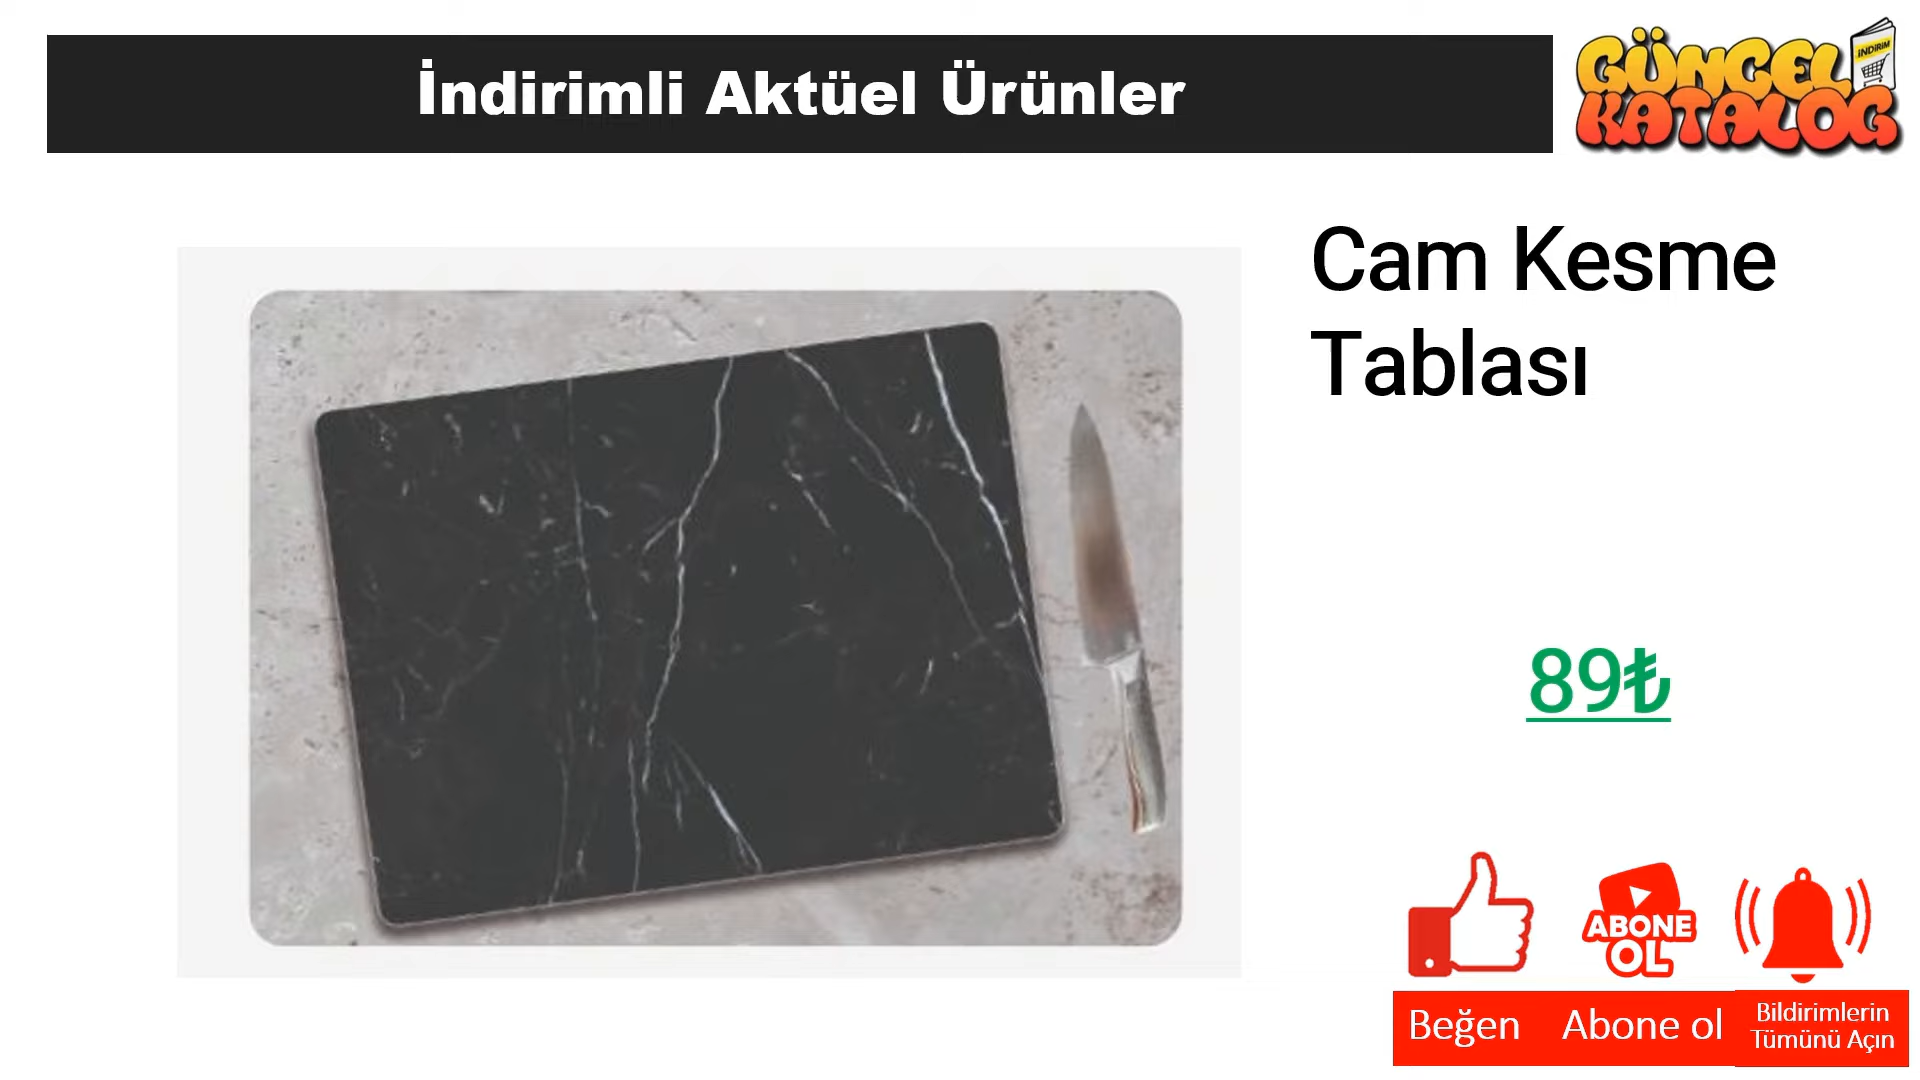 İndirimli Aktüel Ürünler
GÜNCEL
İNDİRİM
KATALOG
Cam Kesme
Tablası
89₺
ABONE
OL
Beğen
Abone ol
Bildirimlerin
Tümünü Açın